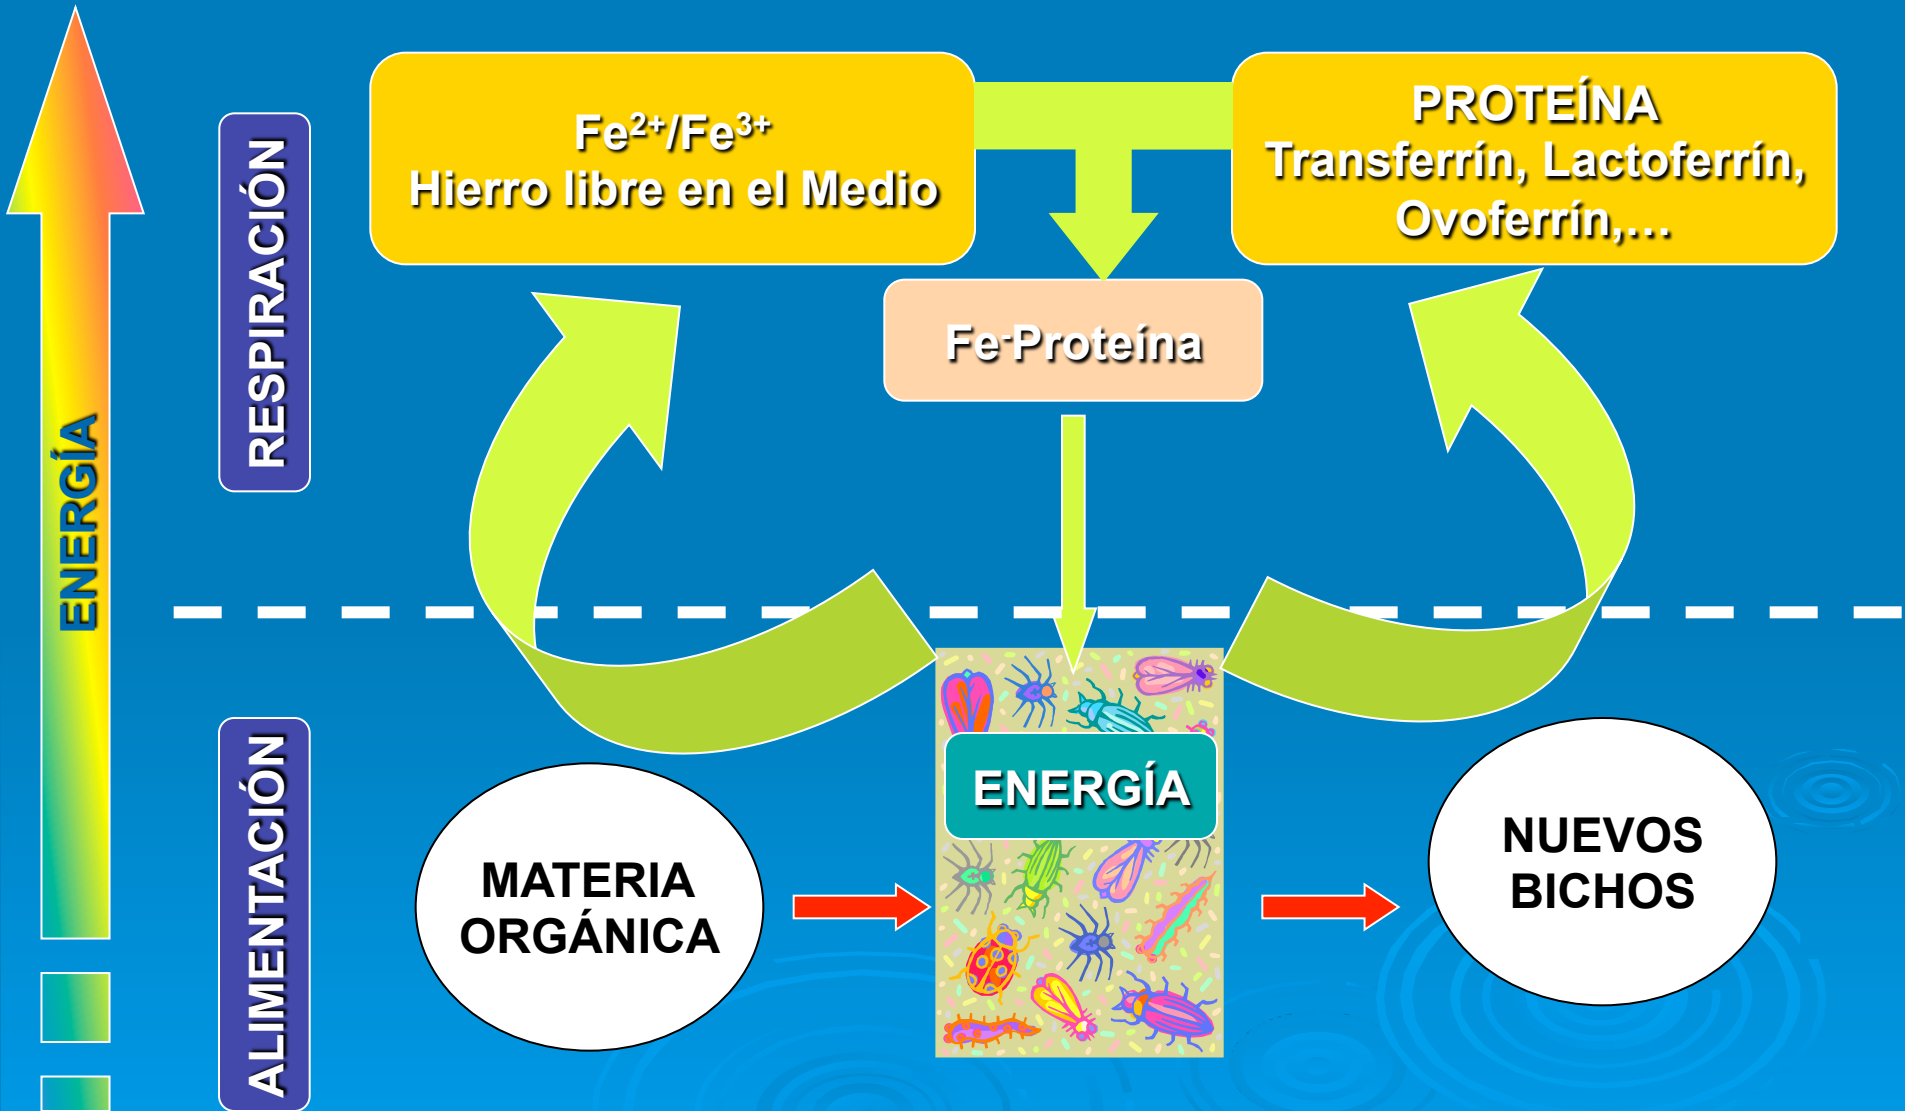 Fe²⁺/Fe³⁺
Hierro libre en el Medio
PROTEÍNA
Transferrín, Lactoferrín,
Ovoferrín,…
RESPIRACIÓN
Fe⁻Proteína
ENERGÍA
ENERGÍA
ALIMENTACIÓN
MATERIA
ORGÁNICA
NUEVOS
BICHOS